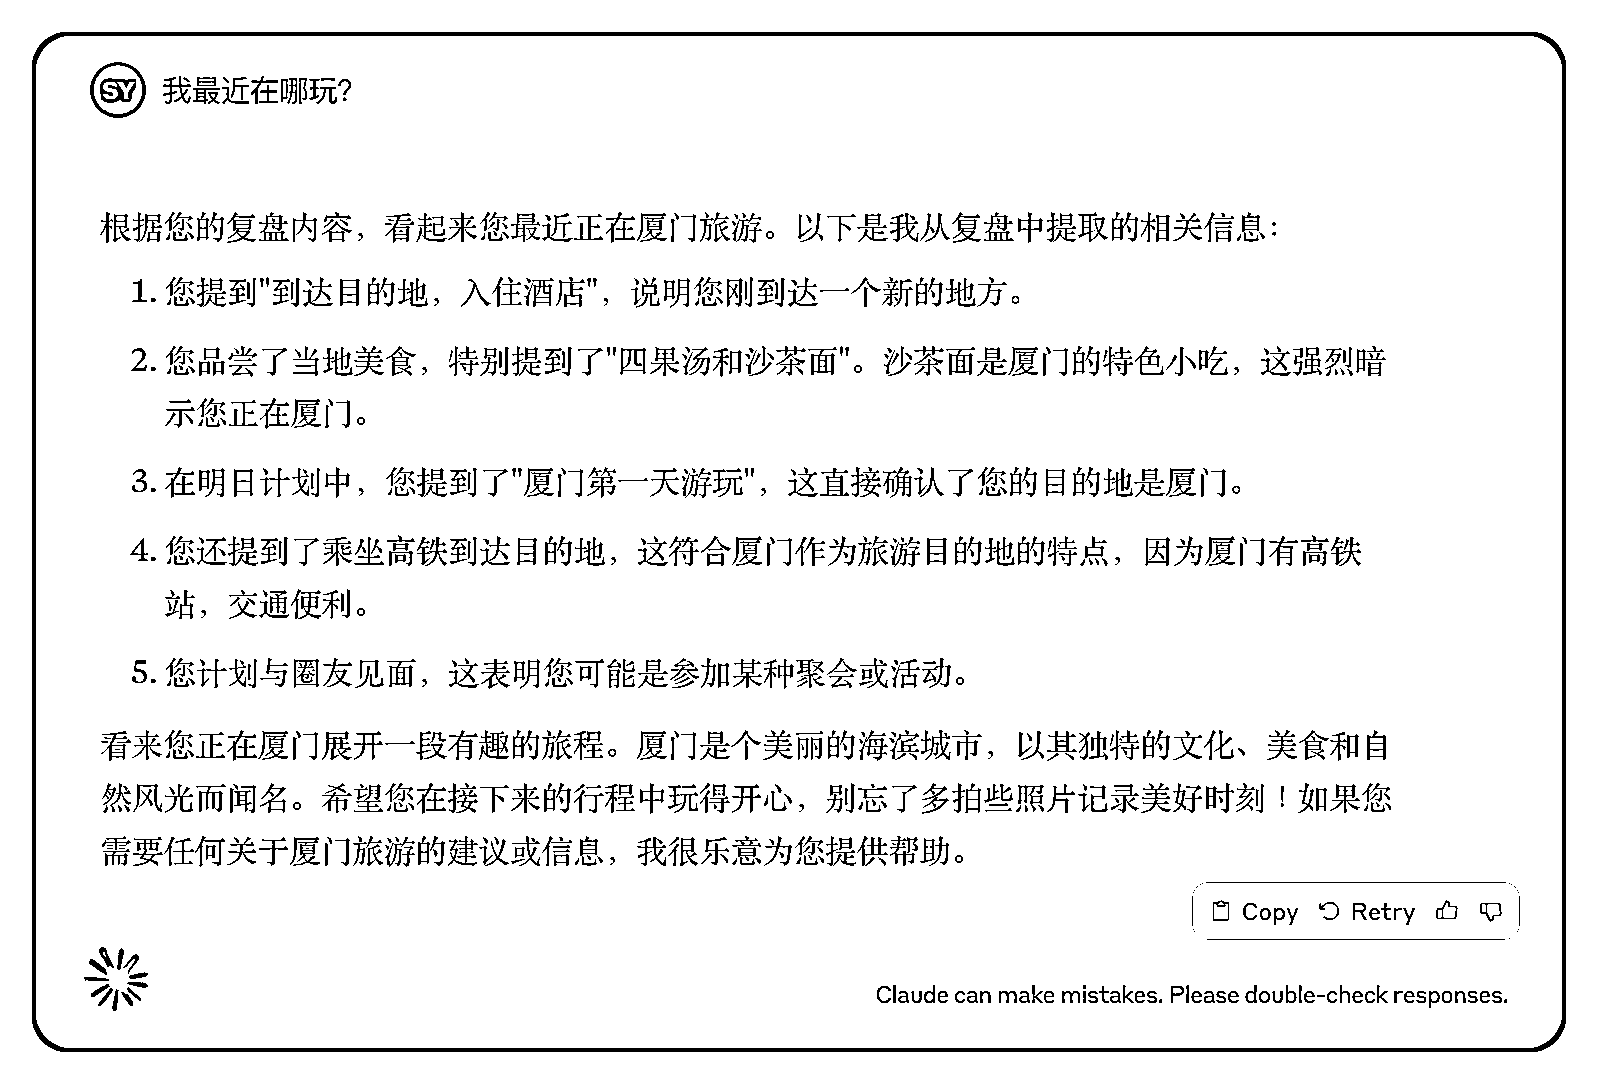 SY 我最近在哪玩？
根据您的复盘内容，看起来您最近正在厦门旅游。以下是我从复盘中提取的相关信息：
1. 您提到"到达目的地，入住酒店"，说明您刚到达一个新的地方。
2. 您品尝了当地美食，特别提到了"四果汤和沙茶面"。沙茶面是厦门的特色小吃，这强烈暗
示您正在厦门。
3. 在明日计划中，您提到了"厦门第一天游玩"，这直接确认了您的目的地是厦门。
4. 您还提到了乘坐高铁到达目的地，这符合厦门作为旅游目的地的特点，因为厦门有高铁
站，交通便利。
5. 您计划与圈友见面，这表明您可能是参加某种聚会或活动。
看来您正在厦门展开一段有趣的旅程。厦门是个美丽的海滨城市，以其独特的文化、美食和自
然风光而闻名。希望您在接下来的行程中玩得开心，别忘了多拍些照片记录美好时刻！如果您
需要任何关于厦门旅游的建议或信息，我很乐意为您提供帮助。
Copy Retry
Claude can make mistakes. Please double-check responses.